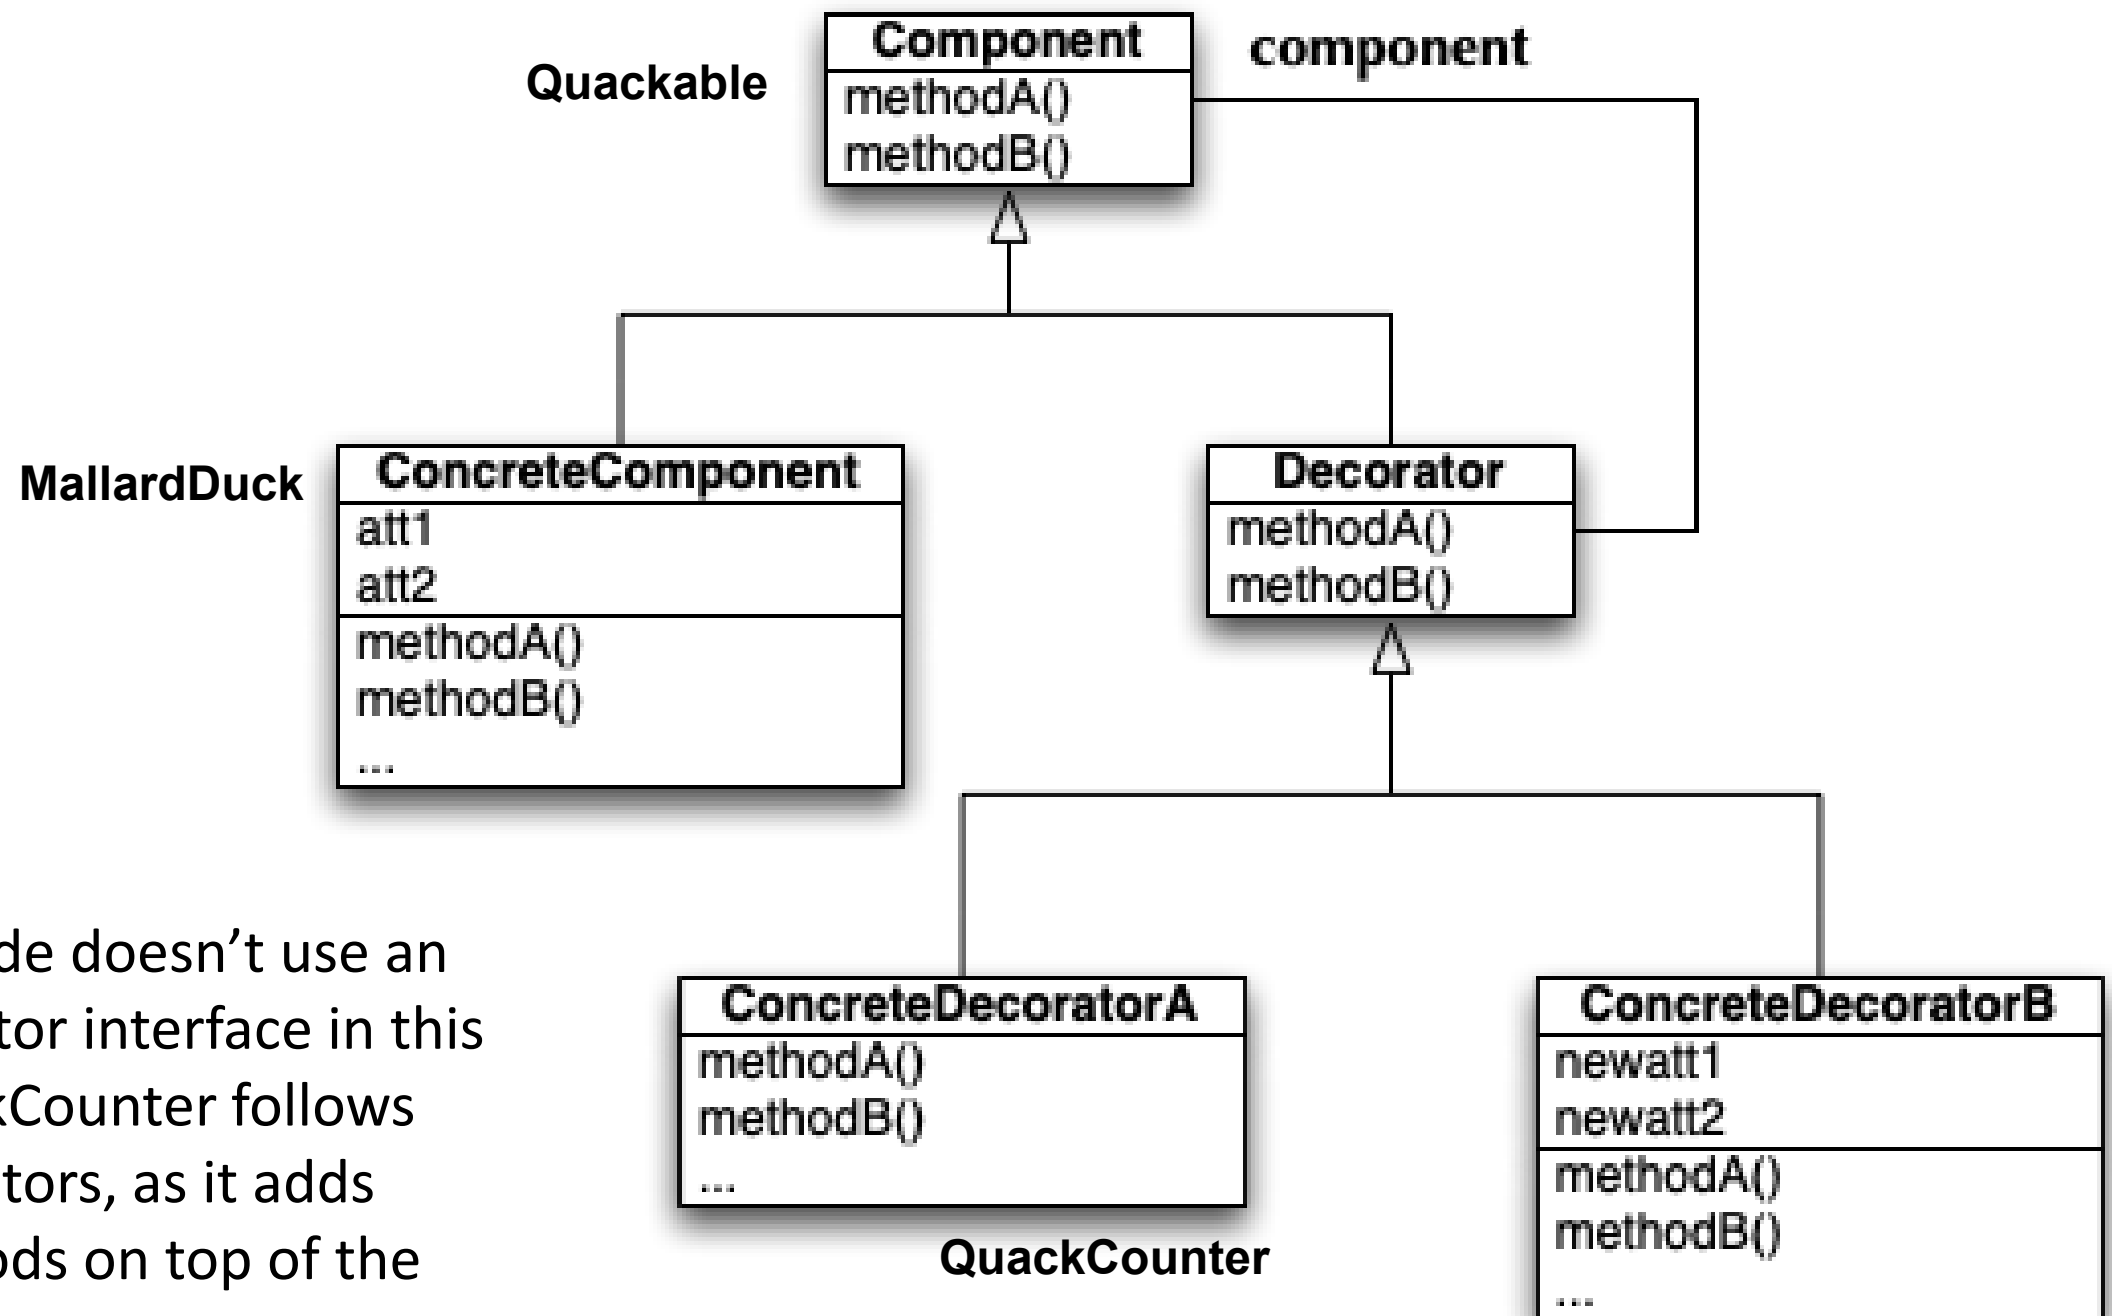 Component
component
Quackable
methodA()
methodB()
MallardDuck
ConcreteComponent
att1
att2
methodA()
methodB()
...
Decorator
methodA()
methodB()
de doesn’t use an
tor interface in this
kCounter follows
tors, as it adds
ods on top of the
ConcreteDecoratorA
methodA()
methodB()
...
QuackCounter
ConcreteDecoratorB
newatt1
newatt2
methodA()
methodB()
...